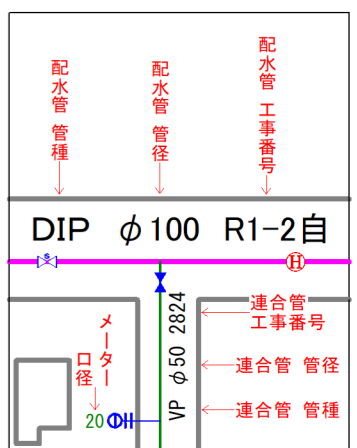 配水管 管種
配水管 管径
配水管 工事番号
DIP φ100 R1-2自
S
H
VP φ50 2824
連合管
工事番号
連合管 管径
連合管 管種
メーター
口径
20